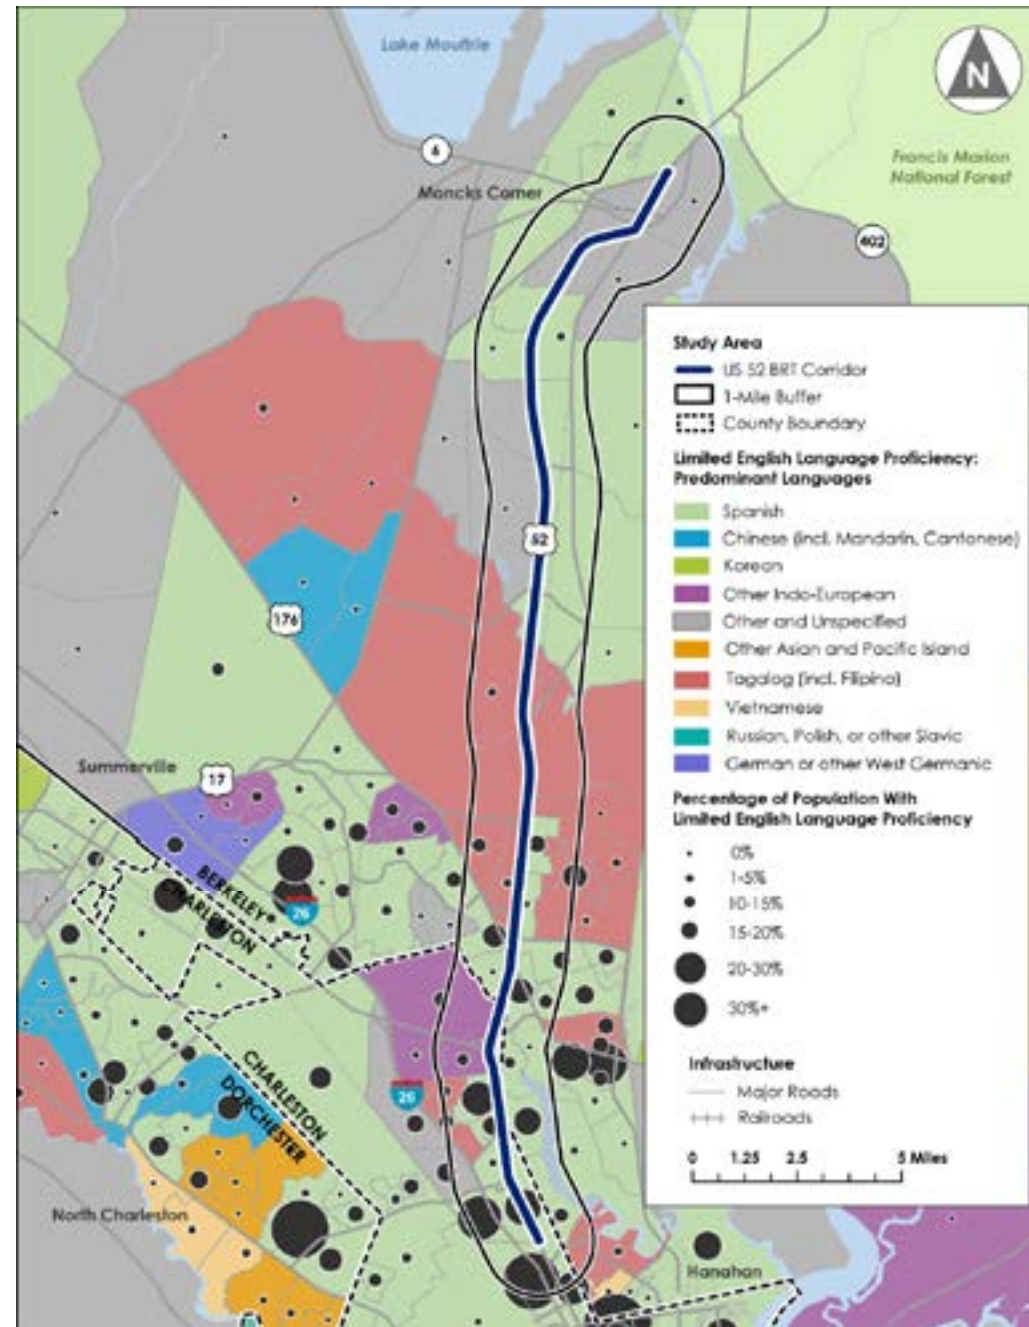 Lake Moultrie
N
Francis Marion
National Forest
6
Moncks Corner
402
52
176
Summerville
17
BERKELEY
CHARLESTON
26
CHARLESTON
DORCHESTER
26
North Charleston
Hanahan
Study Area
US 52 BRT Corridor
1-Mile Buffer
County Boundary
Limited English Language Proficiency:
Predominant Languages
Spanish
Chinese (incl. Mandarin, Cantonese)
Korean
Other Indo-European
Other and Unspecified
Other Asian and Pacific Island
Tagalog (incl. Filipino)
Vietnamese
Russian, Polish, or other Slavic
German or other West Germanic
Percentage of Population With
Limited English Language Proficiency
0%
1-5%
10-15%
15-20%
20-30%
30%+
Infrastructure
Major Roads
Railroads
0 1.25 2.5 5 Miles